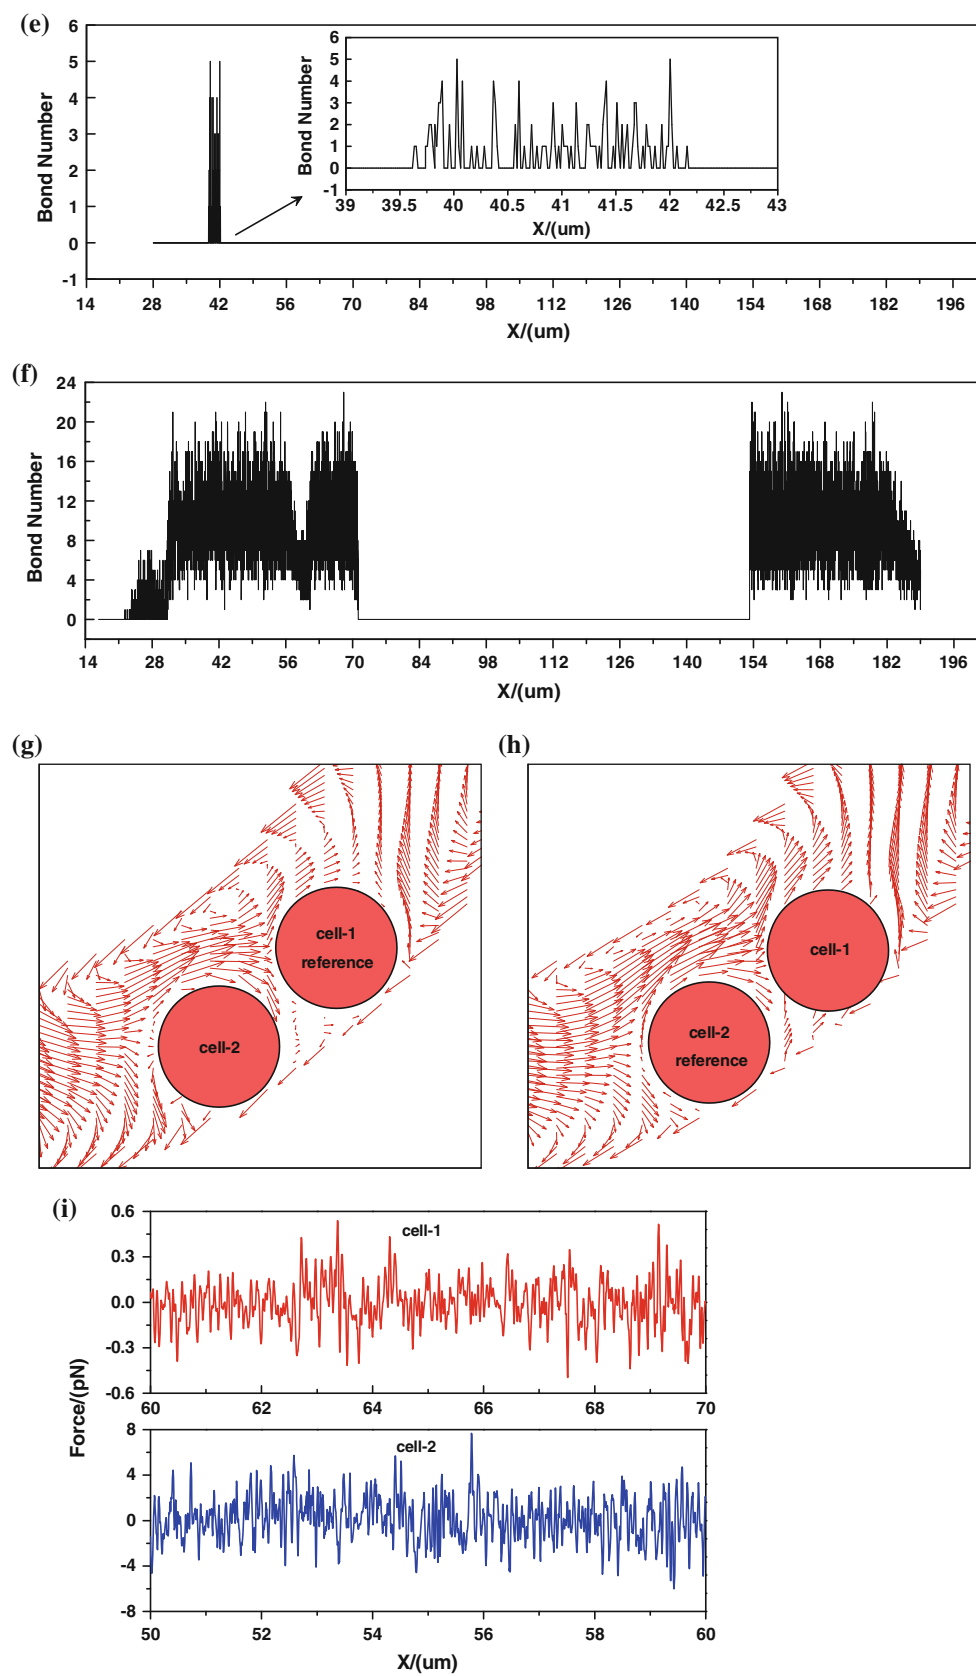 (e)
6
5
4
3
2
1
0
-1
Bond Number
14 28 42 56 70 84 98 112 126 140 154 168 182 196
X/(um)
6
5
4
3
2
1
0
-1
Bond Number
39 39.5 40 40.5 41 41.5 42 42.5 43
X/(um)
(f)
24
20
16
12
8
4
0
Bond Number
14 28 42 56 70 84 98 112 126 140 154 168 182 196
X/(um)
(g)
cell-1
reference
cell-2
(h)
cell-1
cell-2
reference
(i)
Force/(pN)
0.6
0.3
0.0
-0.3
-0.6
cell-1
60 62 64 66 68 70
8
4
0
-4
-8
cell-2
50 52 54 56 58 60
X/(um)